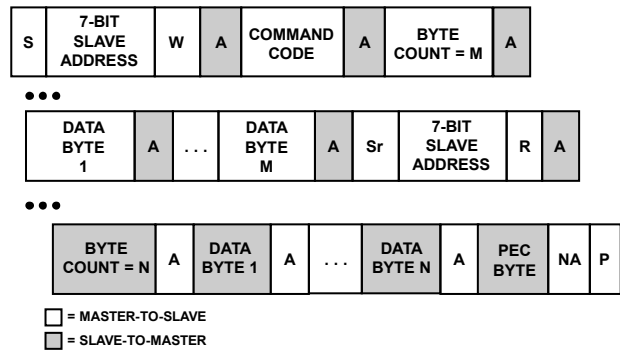 S
7-BIT
SLAVE
ADDRESS
W
A
COMMAND
CODE
A
BYTE
COUNT = M
A
•••
DATA
BYTE
1
A
. . .
DATA
BYTE
M
A
Sr
7-BIT
SLAVE
ADDRESS
R
A
•••
BYTE
COUNT = N
A
DATA
BYTE 1
A
. . .
DATA
BYTE N
A
PEC
BYTE
NA
P
= MASTER-TO-SLAVE
= SLAVE-TO-MASTER